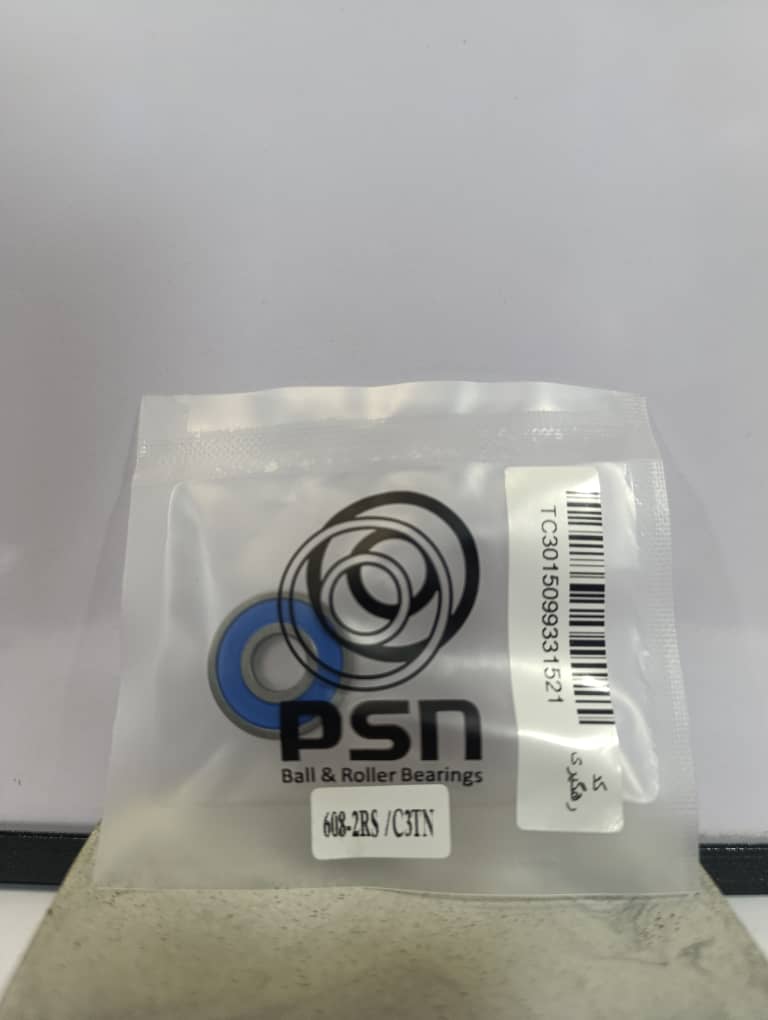 PSN
Ball & Roller Bearings
608-2RS /C3TN
TC3015099331521
کد
رهگیری